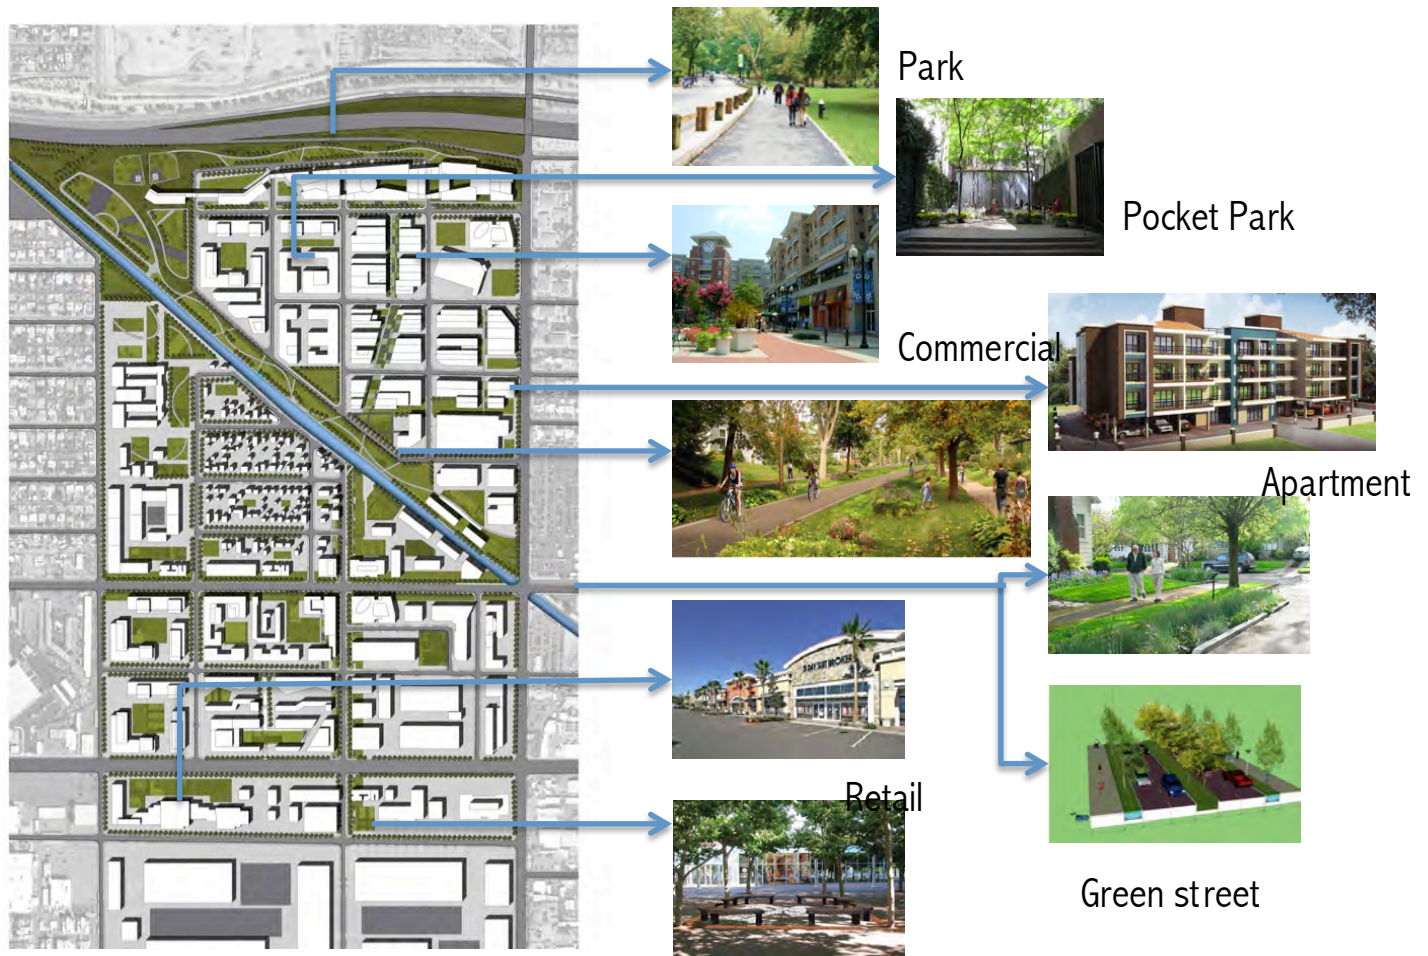 Park
Pocket Park
Commercial
Apartment
Retail
Green street